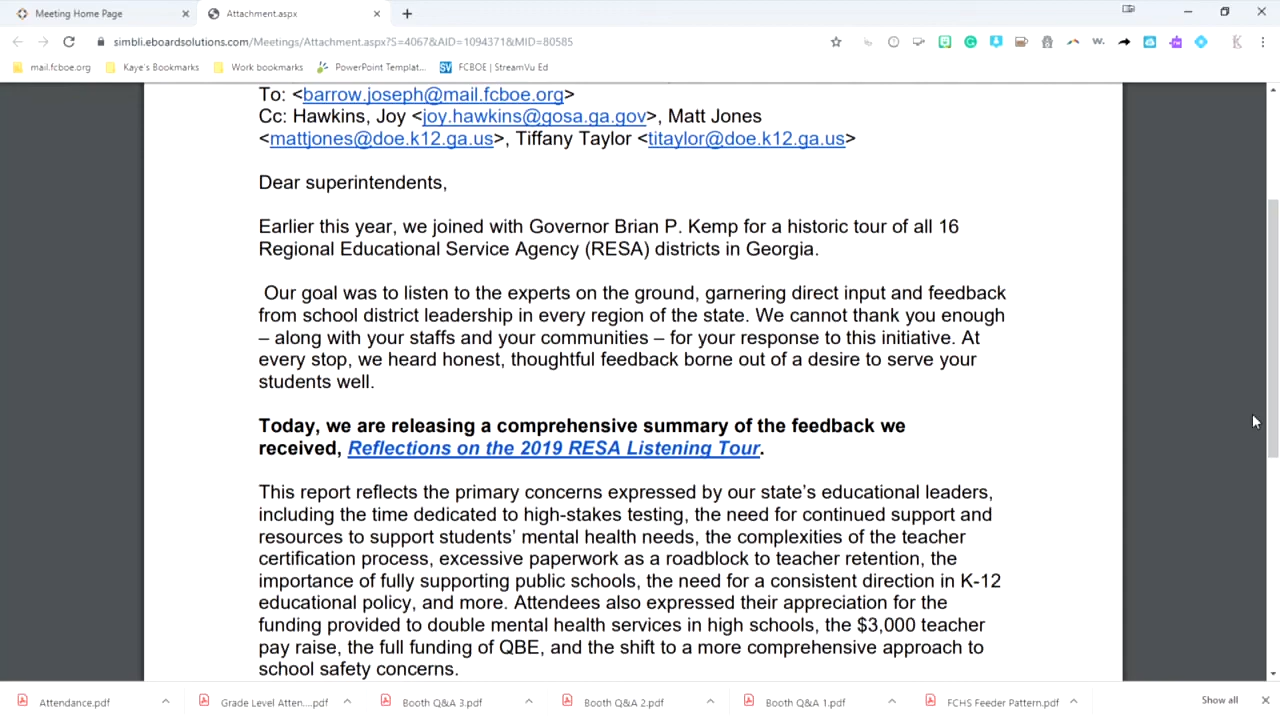 Meeting Home Page
Attachment.aspx
simbli.eboardsolutions.com/Meetings/Attachment.aspx?S=4067&AID=1094371&MID=80585
mail.fcboe.org Kaye's Bookmarks Work bookmarks PowerPoint Templat... FCBOE | StreamVu Ed
To: <barrow.joseph@mail.fcboe.org>
Cc: Hawkins, Joy <joy.hawkins@gosa.ga.gov>, Matt Jones
<mattjones@doe.k12.ga.us>, Tiffany Taylor <titaylor@doe.k12.ga.us>
Dear superintendents,
Earlier this year, we joined with Governor Brian P. Kemp for a historic tour of all 16
Regional Educational Service Agency (RESA) districts in Georgia.
Our goal was to listen to the experts on the ground, garnering direct input and feedback
from school district leadership in every region of the state. We cannot thank you enough
– along with your staffs and your communities – for your response to this initiative. At
every stop, we heard honest, thoughtful feedback borne out of a desire to serve your
students well.
Today, we are releasing a comprehensive summary of the feedback we
received, Reflections on the 2019 RESA Listening Tour.
This report reflects the primary concerns expressed by our state's educational leaders,
including the time dedicated to high-stakes testing, the need for continued support and
resources to support students' mental health needs, the complexities of the teacher
certification process, excessive paperwork as a roadblock to teacher retention, the
importance of fully supporting public schools, the need for a consistent direction in K-12
educational policy, and more. Attendees also expressed their appreciation for the
funding provided to double mental health services in high schools, the $3,000 teacher
pay raise, the full funding of QBE, and the shift to a more comprehensive approach to
school safety concerns.
Attendance.pdf Grade Level Atten....pdf Booth Q&A 3.pdf Booth Q&A 2.pdf Booth Q&A 1.pdf FCHS Feeder Pattern.pdf Show all